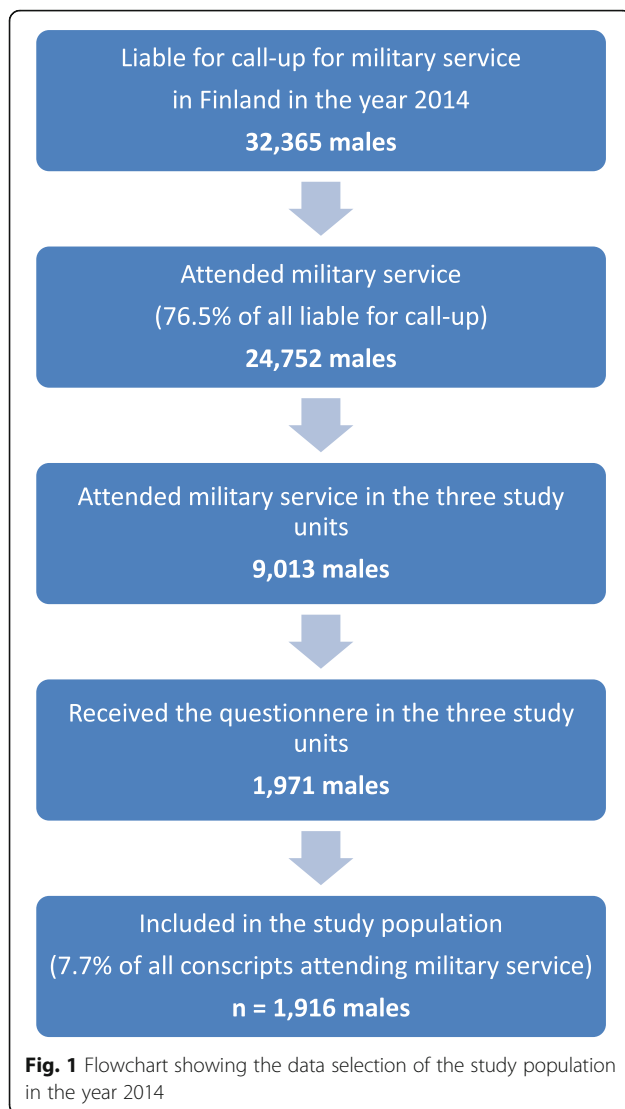 Liable for call-up for military service
in Finland in the year 2014
32,365 males
Attended military service
(76.5% of all liable for call-up)
24,752 males
Attended military service in the three study
units
9,013 males
Received the questionnere in the three study
units
1,971 males
Included in the study population
(7.7% of all conscripts attending military service)
n = 1,916 males
Fig. 1 Flowchart showing the data selection of the study population
in the year 2014